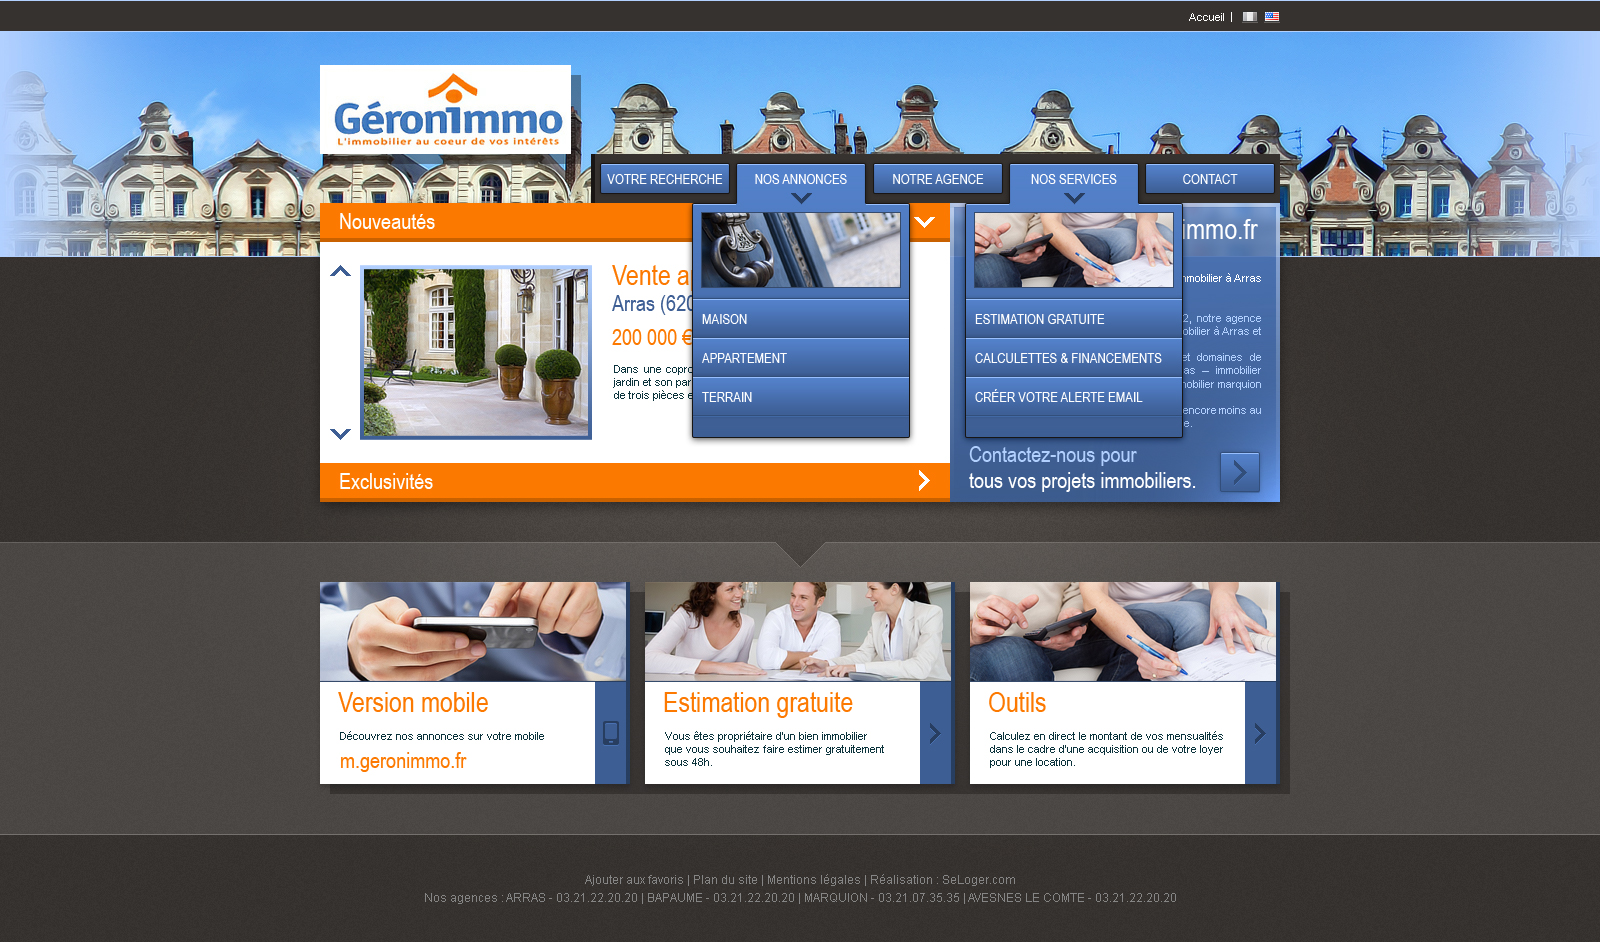 Accueil |
Géronimmo
L'immobilier au coeur de vos intérêts
VOTRE RECHERCHE
NOS ANNONCES
NOTRE AGENCE
NOS SERVICES
CONTACT
Nouveautés
immo.fr
Vente a
Arras (620
200 000 €
Dans une copro
jardin et son par
de trois pièces e
MAISON
APPARTEMENT
TERRAIN
ESTIMATION GRATUITE
CALCULETTES & FINANCEMENTS
CRÉER VOTRE ALERTE EMAIL
mmobilier à Arras
2, notre agence
obilier à Arras et
et domaines de
as – immobilier
nobilier marquion
encore moins au
e.
Exclusivités
Contactez-nous pour
tous vos projets immobiliers.
Version mobile
Découvrez nos annonces sur votre mobile
m.geronimmo.fr
Estimation gratuite
Vous êtes propriétaire d'un bien immobilier
que vous souhaitez faire estimer gratuitement
sous 48h.
Outils
Calculez en direct le montant de vos mensualités
dans le cadre d'une acquisition ou de votre loyer
pour une location.
Ajouter aux favoris | Plan du site | Mentions légales | Réalisation : SeLoger.com
Nos agences : ARRAS - 03.21.22.20.20 | BAPAUME - 03.21.22.20.20 | MARQUION - 03.21.07.35.35 | AVESNES LE COMTE - 03.21.22.20.20